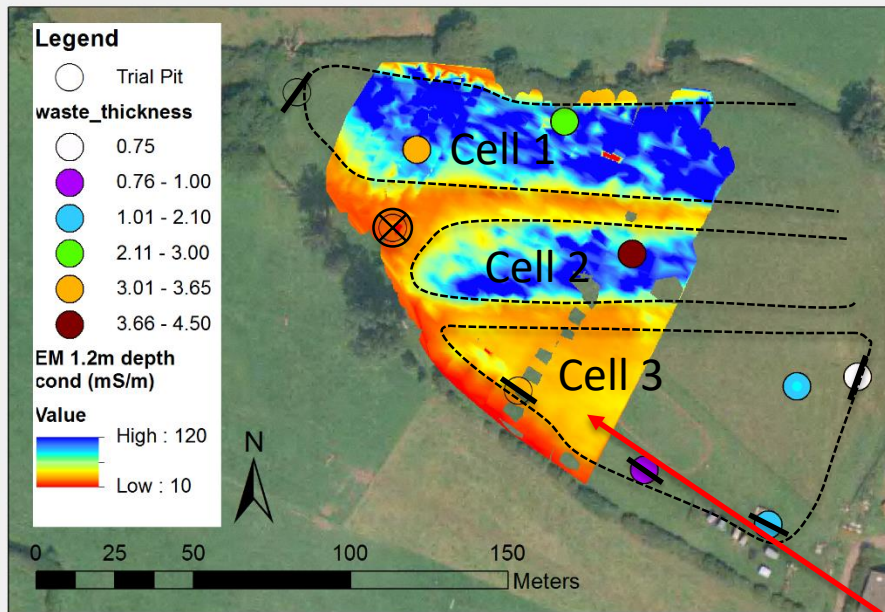 Legend
Trial Pit
waste_thickness
0.75
0.76 - 1.00
1.01 - 2.10
2.11 - 3.00
3.01 - 3.65
3.66 - 4.50
EM 1.2m depth
cond (mS/m)
Value
High : 120
Low : 10
N
0 25 50 100 150
Meters
Cell 1
Cell 2
Cell 3